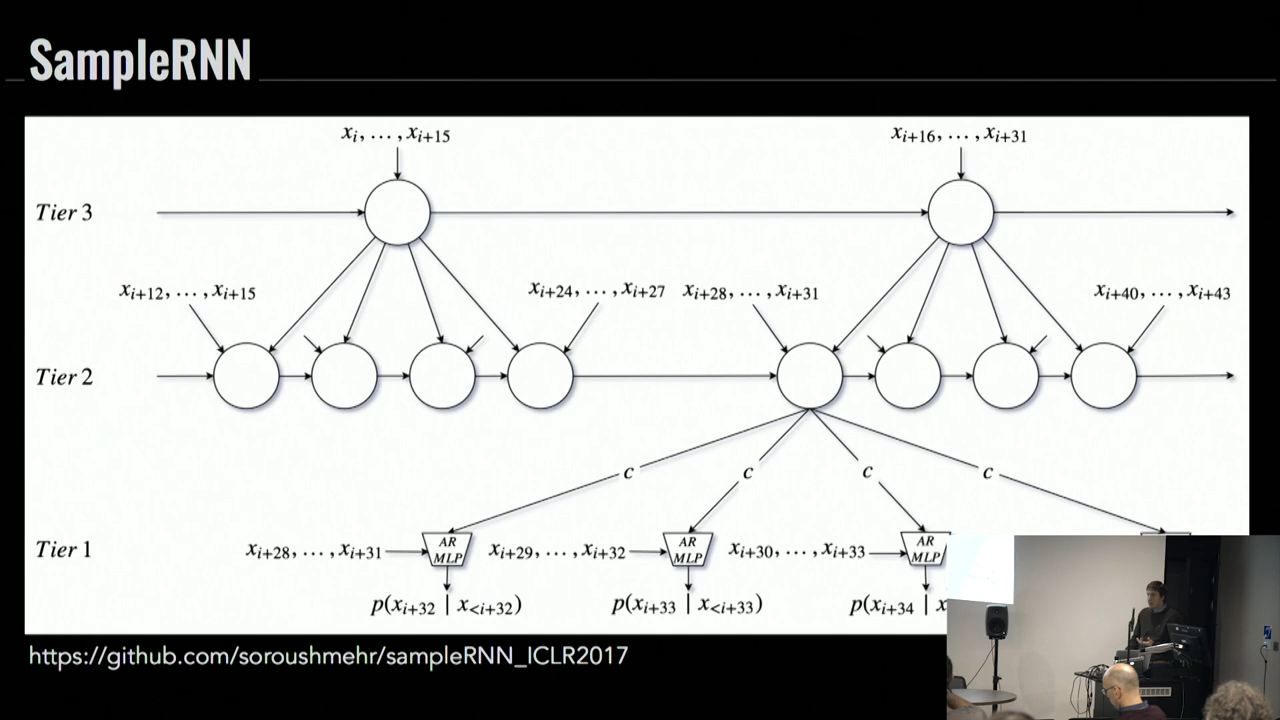 SampleRNN
x_i, … , x_{i+15}
x_{i+16}, … , x_{i+31}
Tier 3
x_{i+12}, … , x_{i+15}
x_{i+24}, … , x_{i+27}
x_{i+28}, … , x_{i+31}
x_{i+40}, … , x_{i+43}
Tier 2
c
c
c
c
Tier 1
x_{i+28}, … , x_{i+31}
AR
MLP
x_{i+29}, … , x_{i+32}
AR
MLP
x_{i+30}, … , x_{i+33}
AR
MLP
p(x_{i+32} | x_{<i+32})
p(x_{i+33} | x_{<i+33})
p(x_{i+34} | x
https://github.com/soroushmehr/sampleRNN_ICLR2017